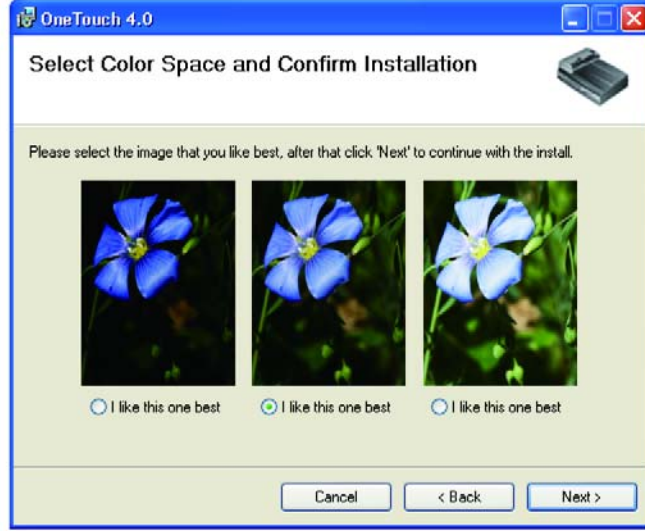 OneTouch 4.0
Select Color Space and Confirm Installation
Please select the image that you like best, after that click 'Next' to continue with the install.
I like this one best I like this one best I like this one best
Cancel < Back Next >